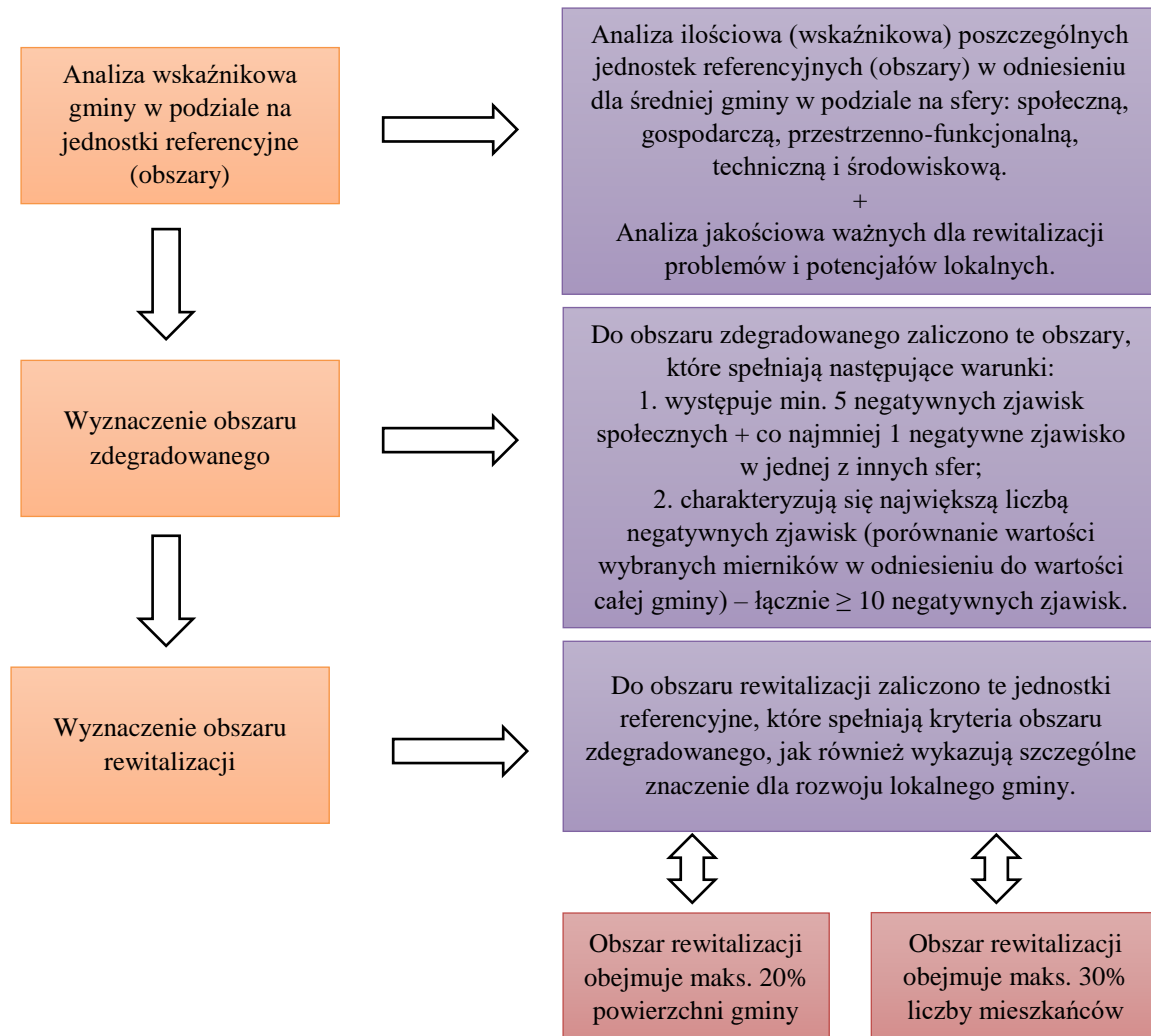 Analiza wskaźnikowa
gminy w podziale na
jednostki referencyjne
(obszary)
Analiza ilościowa (wskaźnikowa) poszczególnych
jednostek referencyjnych (obszary) w odniesieniu
dla średniej gminy w podziale na sfery: społeczną,
gospodarczą, przestrzenno-funkcjonalną,
techniczną i środowiskową.
+
Analiza jakościowa ważnych dla rewitalizacji
problemów i potencjałów lokalnych.
Wyznaczenie obszaru
zdegradowanego
Do obszaru zdegradowanego zaliczono te obszary,
które spełniają następujące warunki:
1. występuje min. 5 negatywnych zjawisk
społecznych + co najmniej 1 negatywne zjawisko
w jednej z innych sfer;
2. charakteryzują się największą liczbą
negatywnych zjawisk (porównanie wartości
wybranych mierników w odniesieniu do wartości
całej gminy) – łącznie ≥ 10 negatywnych zjawisk.
Wyznaczenie obszaru
rewitalizacji
Do obszaru rewitalizacji zaliczono te jednostki
referencyjne, które spełniają kryteria obszaru
zdegradowanego, jak również wykazują szczególne
znaczenie dla rozwoju lokalnego gminy.
Obszar rewitalizacji
obejmuje maks. 20%
powierzchni gminy
Obszar rewitalizacji
obejmuje maks. 30%
liczby mieszkańców